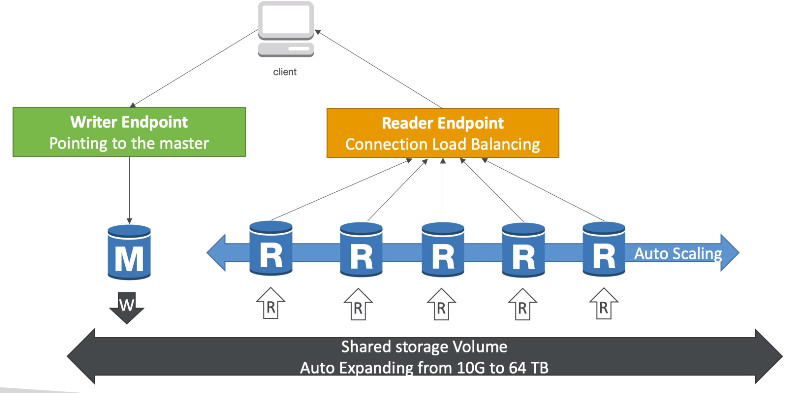 client
Writer Endpoint
Pointing to the master
Reader Endpoint
Connection Load Balancing
M
R
R
R
R
R
Auto Scaling
W
R
R
R
R
R
Shared storage Volume
Auto Expanding from 10G to 64 TB